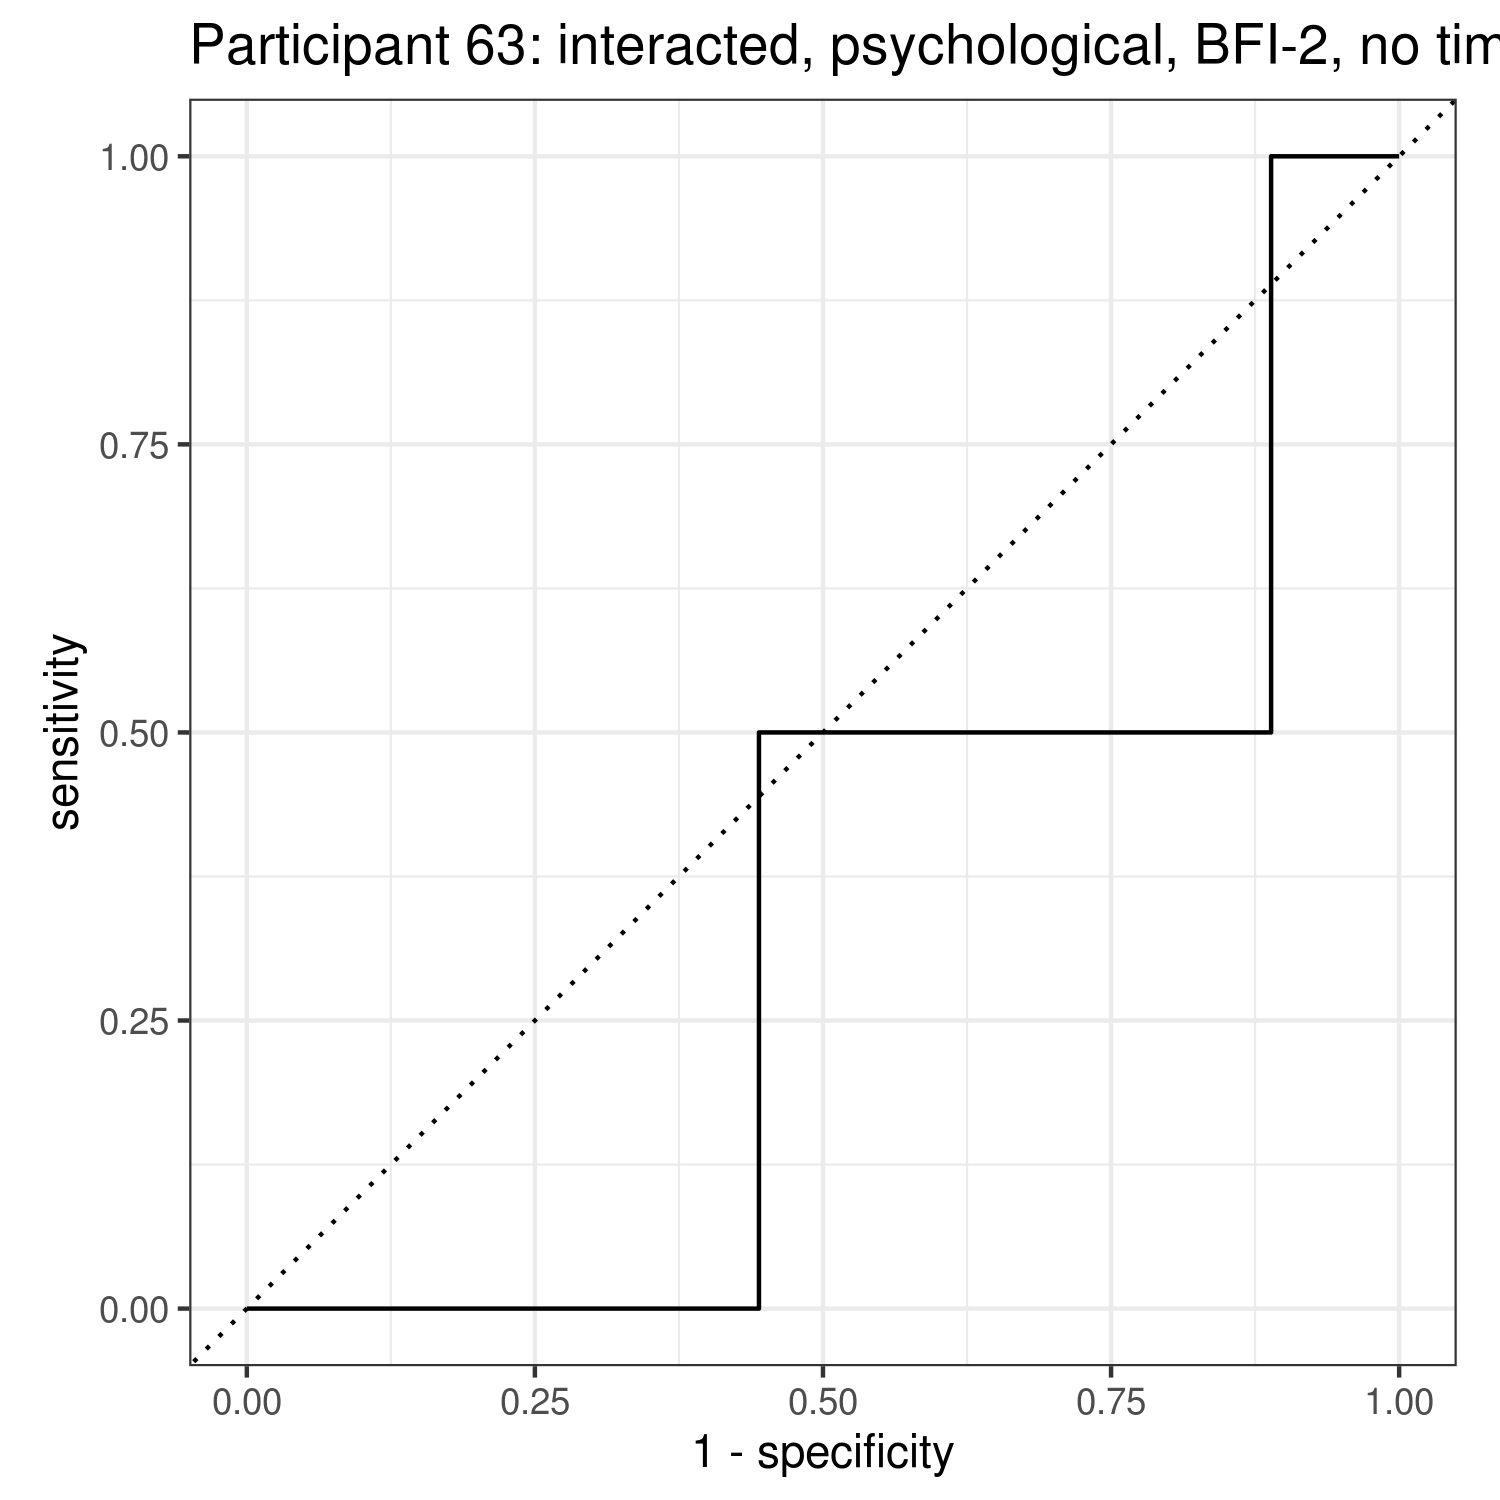 Participant 63: interacted, psychological, BFI-2, no tim
1.00
0.75
0.50
0.25
0.00
sensitivity
0.00 0.25 0.50 0.75 1.00
1 - specificity